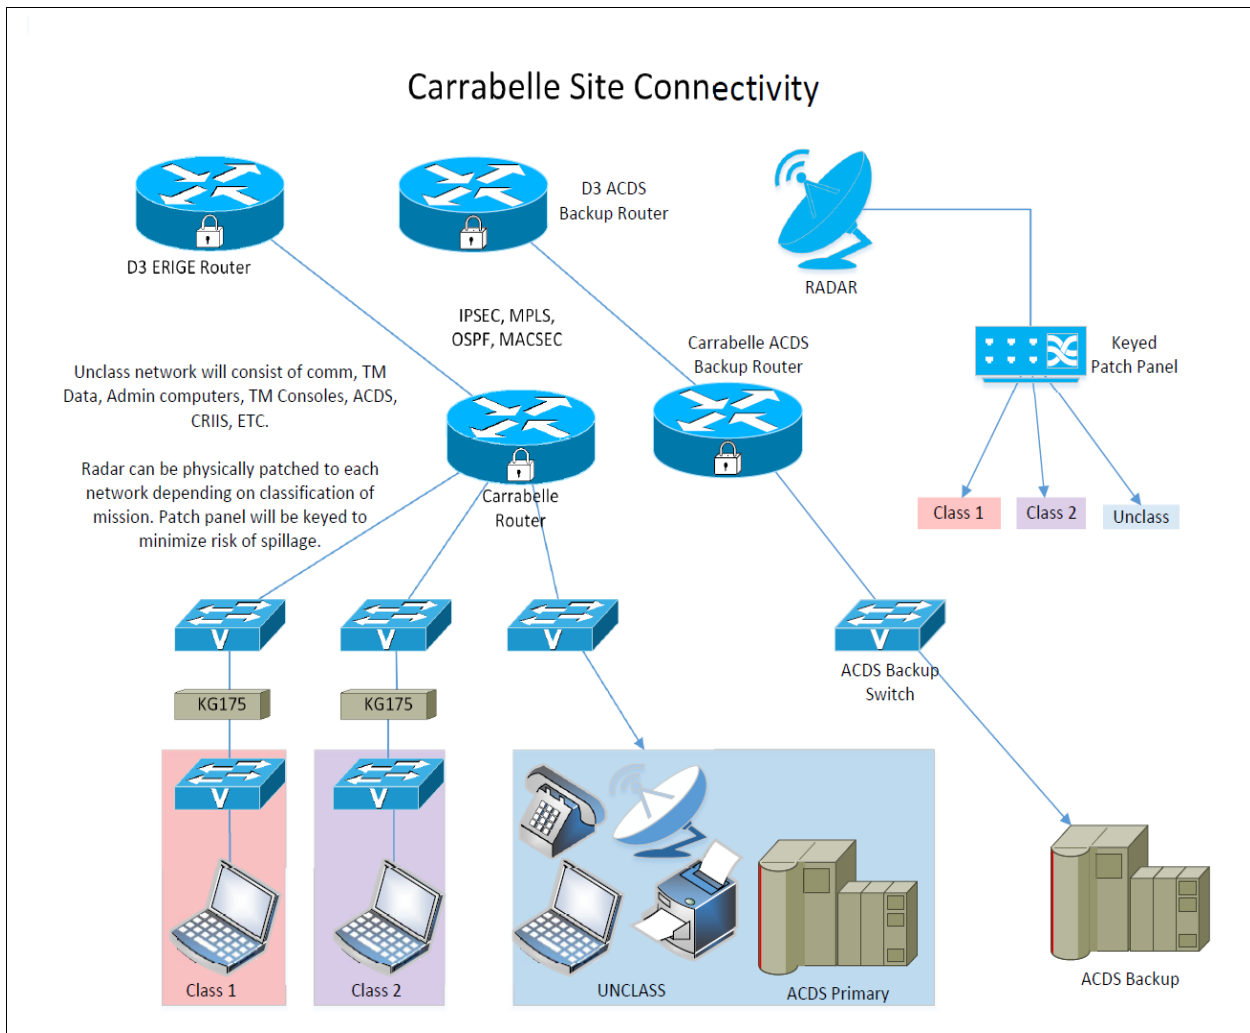 Carrabelle Site Connectivity
D3 ERIGE Router
D3 ACDS
Backup Router
RADAR
IPSEC, MPLS,
OSPF, MACSEC
Carrabelle ACDS
Backup Router
Keyed
Patch Panel
Unclass network will consist of comm, TM
Data, Admin computers, TM Consoles, ACDS,
CRIIS, ETC.
Radar can be physically patched to each
network depending on classification of
mission. Patch panel will be keyed to
minimize risk of spillage.
Carrabelle
Router
Class 1
Class 2
Unclass
V
V
V
V
ACDS Backup
Switch
KG175
KG175
V
V
Class 1
Class 2
UNCLASS
ACDS Primary
ACDS Backup